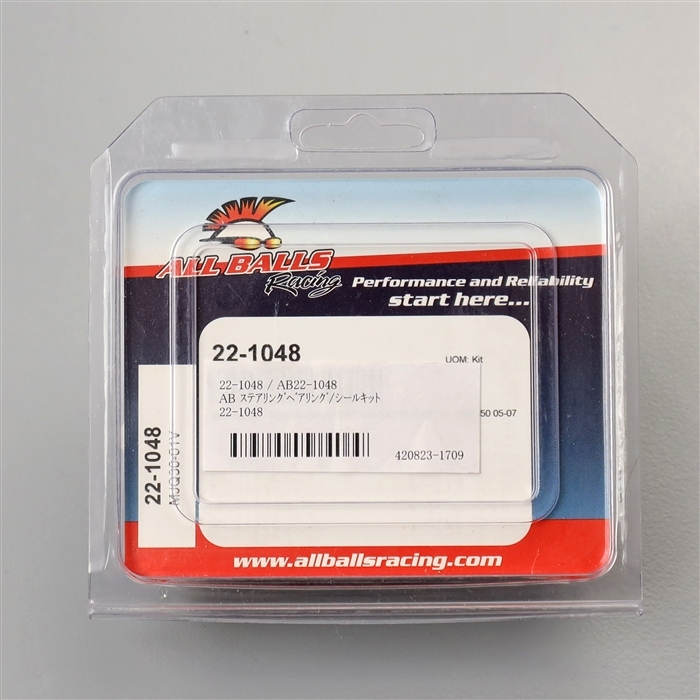 ALL BALLS
Racing
Performance and Reliability
start here...
22-1048
UOM: Kit
22-1048 / AB22-1048
AB ステアリングベアリング/シールキット
22-1048
50 05-07
420823-1709
22-1048
MJQ30-01V
www.allballsracing.com